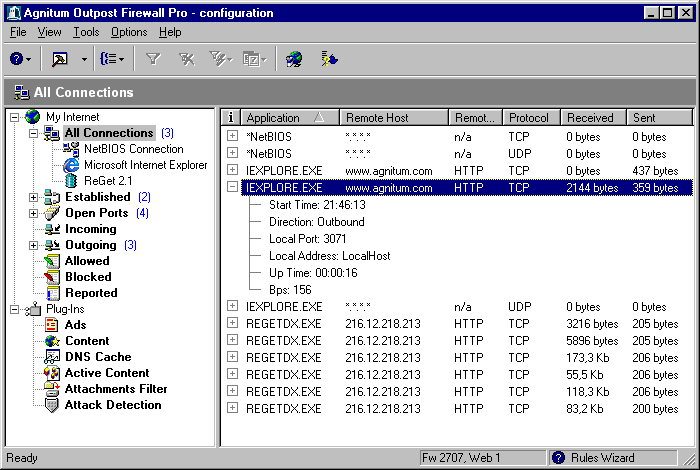 Agnitum Outpost Firewall Pro - configuration
File View Tools Options Help
All Connections
My Internet
All Connections (3)
NetBIOS Connection
Microsoft Internet Explorer
ReGet 2.1
Established (2)
Open Ports (4)
Incoming
Outgoing (3)
Allowed
Blocked
Reported
Plug-Ins
Ads
Content
DNS Cache
Active Content
Attachments Filter
Attack Detection
i Application Remote Host Remot... Protocol Received Sent
*NetBIOS *.*.*.* n/a TCP 0 bytes 0 bytes
*NetBIOS *.*.*.* n/a UDP 0 bytes 0 bytes
IEXPLORE.EXE www.agnitum.com HTTP TCP 0 bytes 437 bytes
IEXPLORE.EXE www.agnitum.com HTTP TCP 2144 bytes 359 bytes
Start Time: 21:46:13
Direction: Outbound
Local Port: 3071
Local Address: LocalHost
Up Time: 00:00:16
Bps: 156
IEXPLORE.EXE *.*.*.* n/a UDP 0 bytes 0 bytes
REGETDX.EXE 216.12.218.213 HTTP TCP 3216 bytes 205 bytes
REGETDX.EXE 216.12.218.213 HTTP TCP 5896 bytes 205 bytes
REGETDX.EXE 216.12.218.213 HTTP TCP 173,3 Kb 206 bytes
REGETDX.EXE 216.12.218.213 HTTP TCP 55,5 Kb 206 bytes
REGETDX.EXE 216.12.218.213 HTTP TCP 118,3 Kb 206 bytes
REGETDX.EXE 216.12.218.213 HTTP TCP 83,2 Kb 200 bytes
Ready Fw 2707, Web 1 Rules Wizard